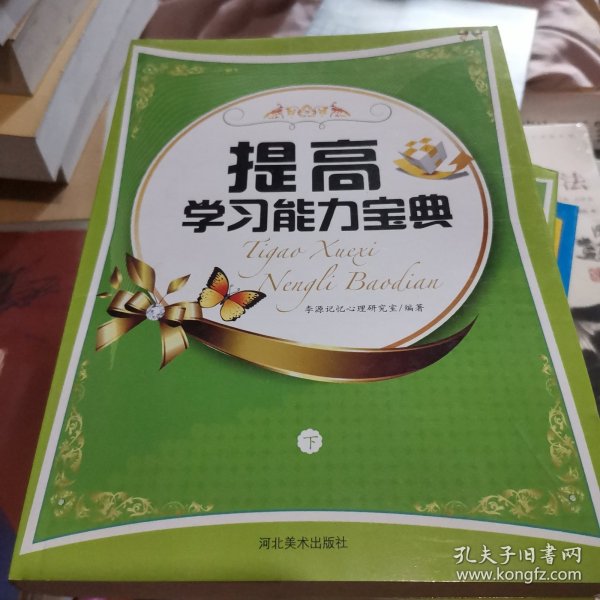 提高
学习能力宝典
Tigao Xuexi
Nengli Baodian
李源记忆心理研究室/编著
下
河北美术出版社
法
孔夫子旧书网
www.kongfz.com